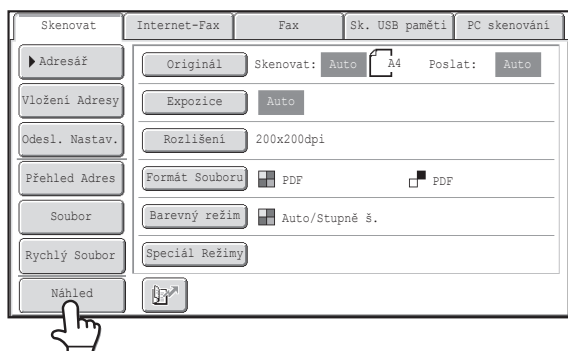 Skenovat Internet-Fax Fax Sk. USB paměti PC skenování
Adresář
Originál Skenovat: Auto A4 Poslat: Auto
Vložení Adresy
Expozice Auto
Odesl. Nastav.
Rozlišení 200x200dpi
Přehled Adres
Formát Souboru PDF PDF
Soubor
Barevný režim Auto/Stupně š.
Rychlý Soubor
Speciál Režimy
Náhled